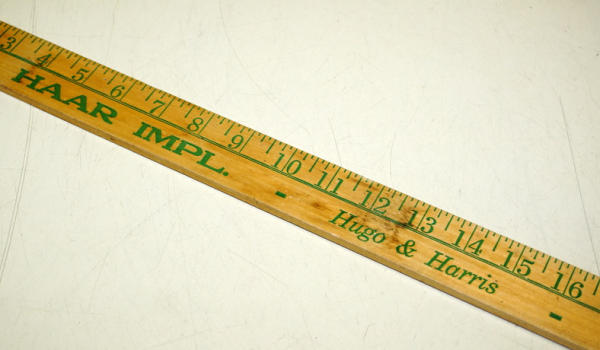 3 4 5 6 7 8 9 10 11 12 13 14 15 16
HAAR IMPL. - Hugo & Harris -